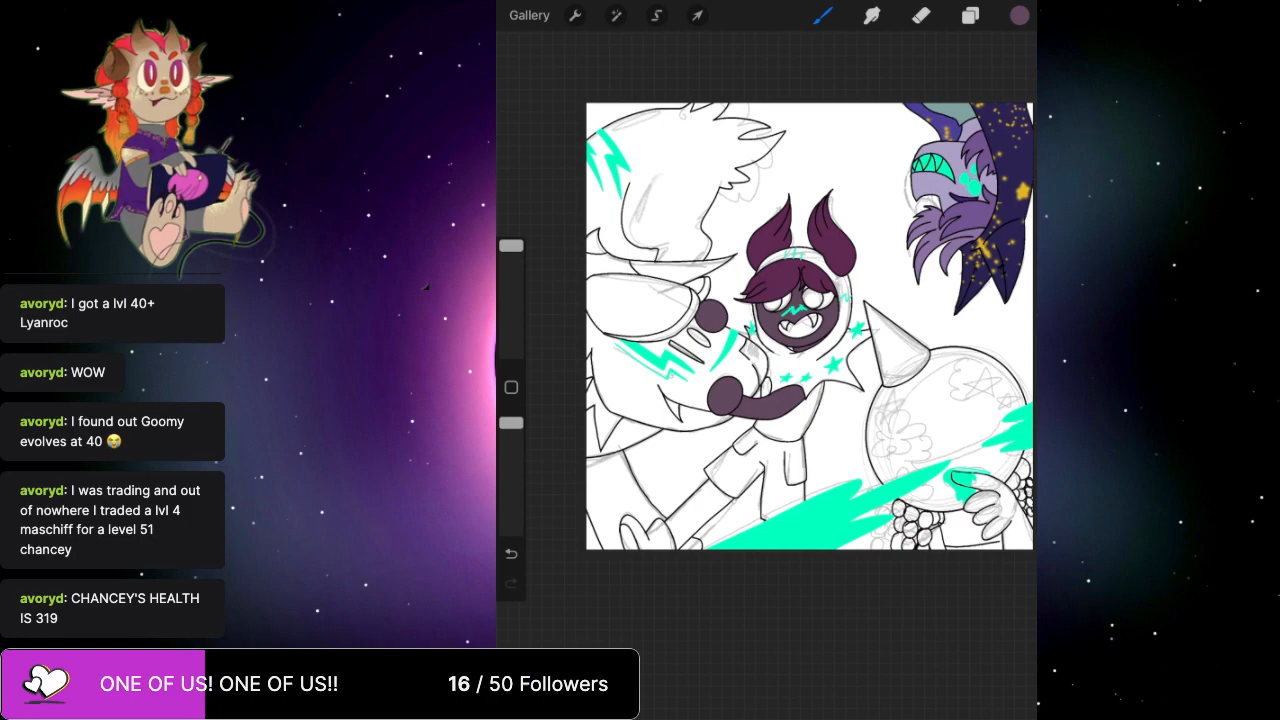 Gallery
avoryd: I got a lvl 40+
Lyanroc
avoryd: WOW
avoryd: I found out Goomy
evolves at 40 😭
avoryd: I was trading and out
of nowhere I traded a lvl 4
maschiff for a level 51
chancey
avoryd: CHANCEY'S HEALTH
IS 319
ONE OF US! ONE OF US!! 16 / 50 Followers